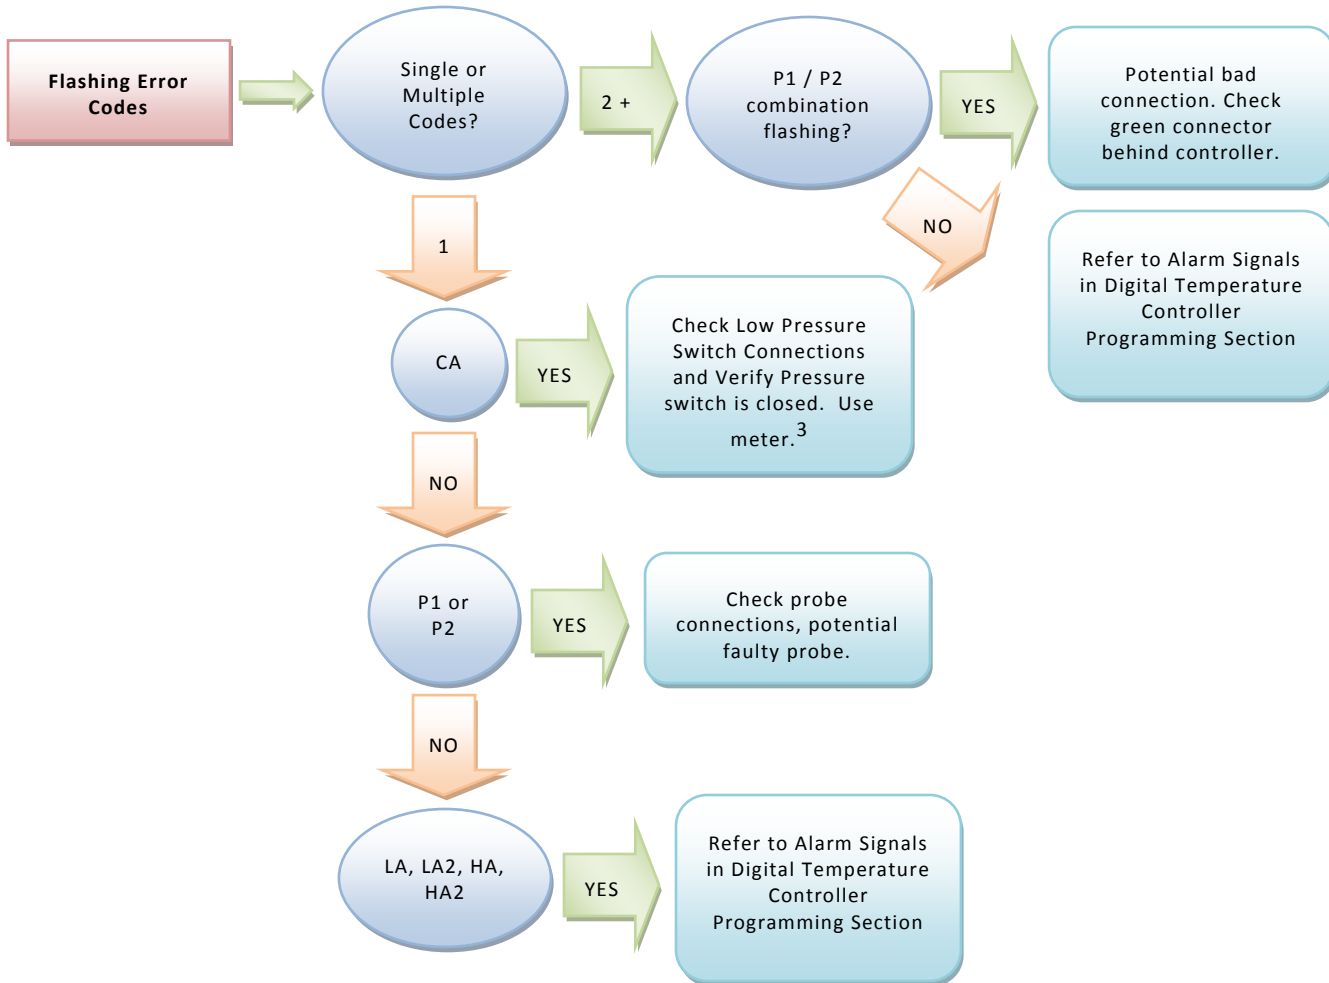 Flashing Error
Codes
Single or
Multiple
Codes?
2 +
P1 / P2
combination
flashing?
YES
Potential bad
connection. Check
green connector
behind controller.
NO
Refer to Alarm Signals
in Digital Temperature
Controller
Programming Section
1
CA
YES
Check Low Pressure
Switch Connections
and Verify Pressure
switch is closed.  Use
meter.3
NO
P1 or
P2
YES
Check probe
connections, potential
faulty probe.
NO
LA, LA2, HA,
HA2
YES
Refer to Alarm Signals
in Digital Temperature
Controller
Programming Section